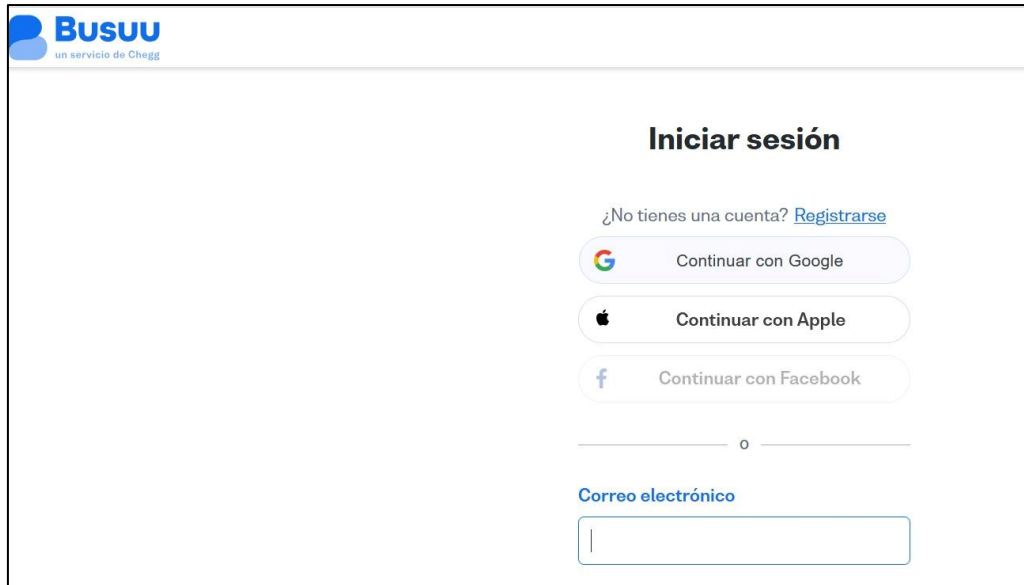 Busuu
un servicio de Chegg
Iniciar sesión
¿No tienes una cuenta? Registrarse
Continuar con Google
Continuar con Apple
Continuar con Facebook
o
Correo electrónico